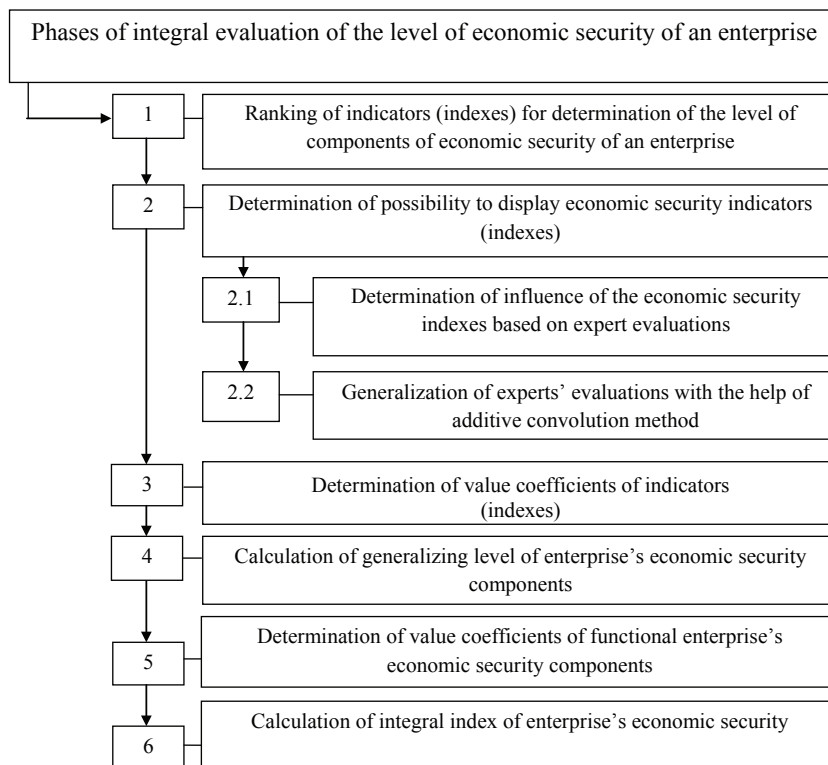 Phases of integral evaluation of the level of economic security of an enterprise
1
Ranking of indicators (indexes) for determination of the level of
components of economic security of an enterprise
2
Determination of possibility to display economic security indicators
(indexes)
2.1
Determination of influence of the economic security
indexes based on expert evaluations
2.2
Generalization of experts' evaluations with the help of
additive convolution method
3
Determination of value coefficients of indicators
(indexes)
4
Calculation of generalizing level of enterprise's economic security
components
5
Determination of value coefficients of functional enterprise's
economic security components
6
Calculation of integral index of enterprise's economic security